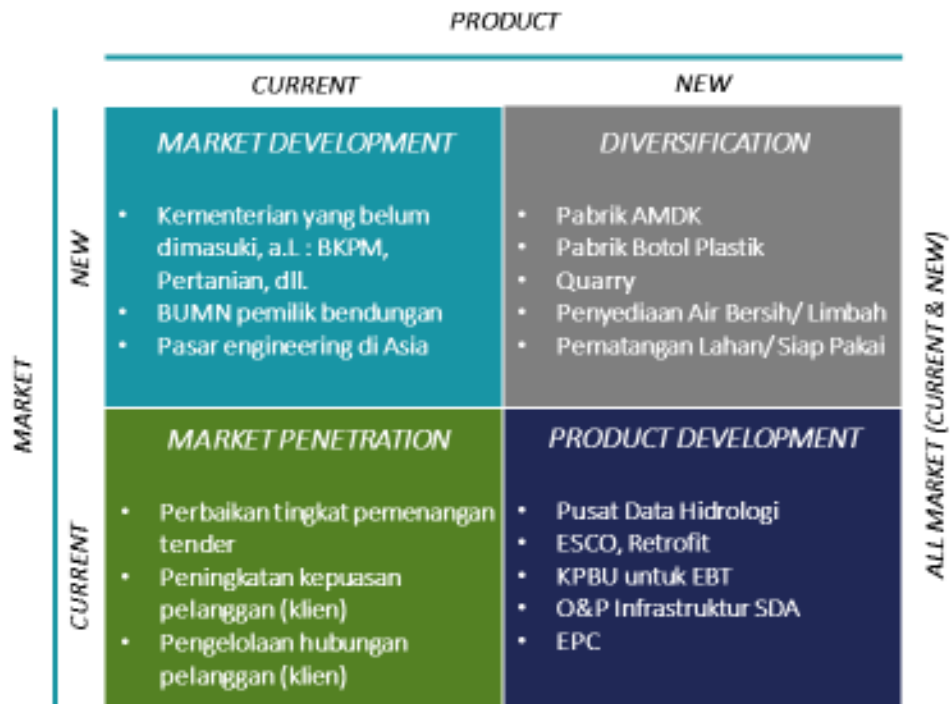 PRODUCT
CURRENT
NEW
MARKET
NEW
CURRENT
MARKET DEVELOPMENT
• Kementerian yang belum
dimasuki, a.L : BKPM,
Pertanian, dll.
• BUMN pemilik bendungan
• Pasar engineering di Asia
DIVERSIFICATION
• Pabrik AMDK
• Pabrik Botol Plastik
• Quarry
• Penyediaan Air Bersih/ Limbah
• Pematangan Lahan/ Siap Pakai
MARKET PENETRATION
• Perbaikan tingkat pemenangan
tender
• Peningkatan kepuasan
pelanggan (klien)
• Pengelolaan hubungan
pelanggan (klien)
PRODUCT DEVELOPMENT
• Pusat Data Hidrologi
• ESCO, Retrofit
• KPBU untuk EBT
• O&P Infrastruktur SDA
• EPC
ALL MARKET (CURRENT & NEW)